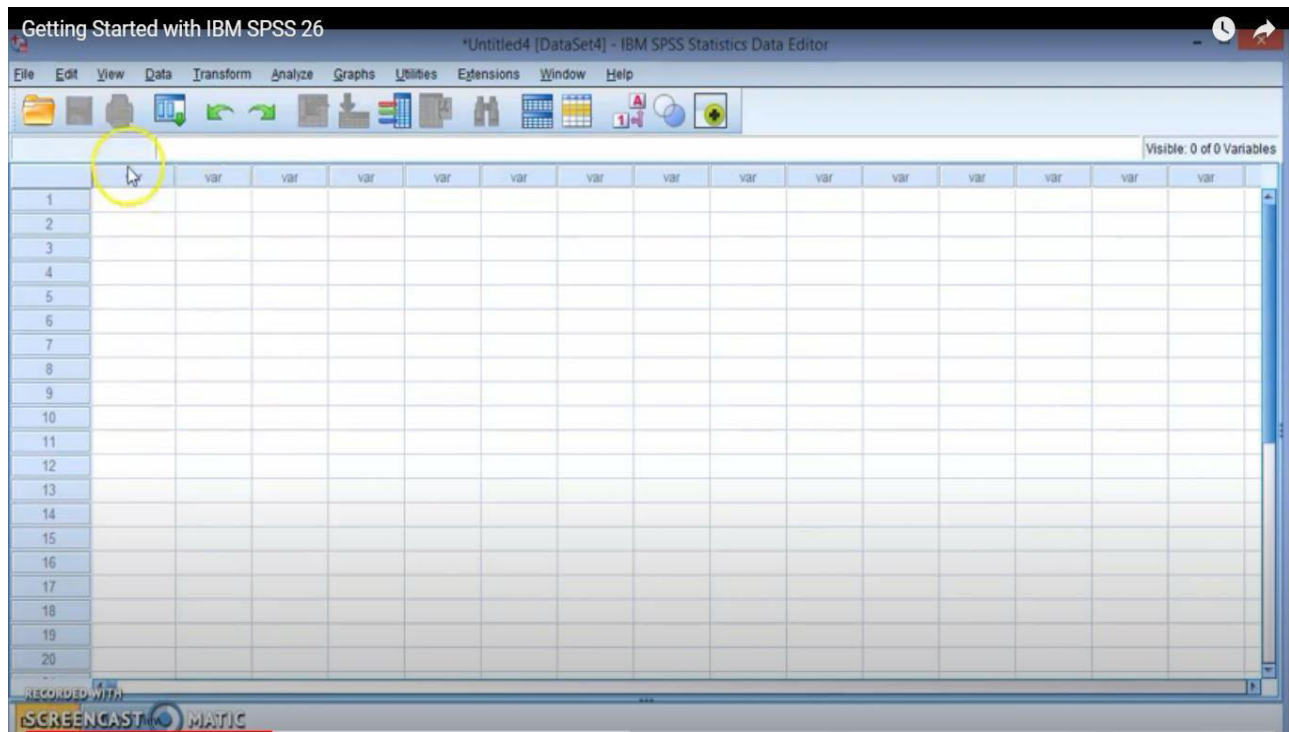 Getting Started with IBM SPSS 26
*Untitled4 [DataSet4] - IBM SPSS Statistics Data Editor
File Edit View Data Transform Analyze Graphs Utilities Extensions Window Help
Visible: 0 of 0 Variables
var var var var var var var var var var var var var var
1
2
3
4
5
6
7
8
9
10
11
12
13
14
15
16
17
18
19
20
RECORDED WITH
SCREENCAST MATIC